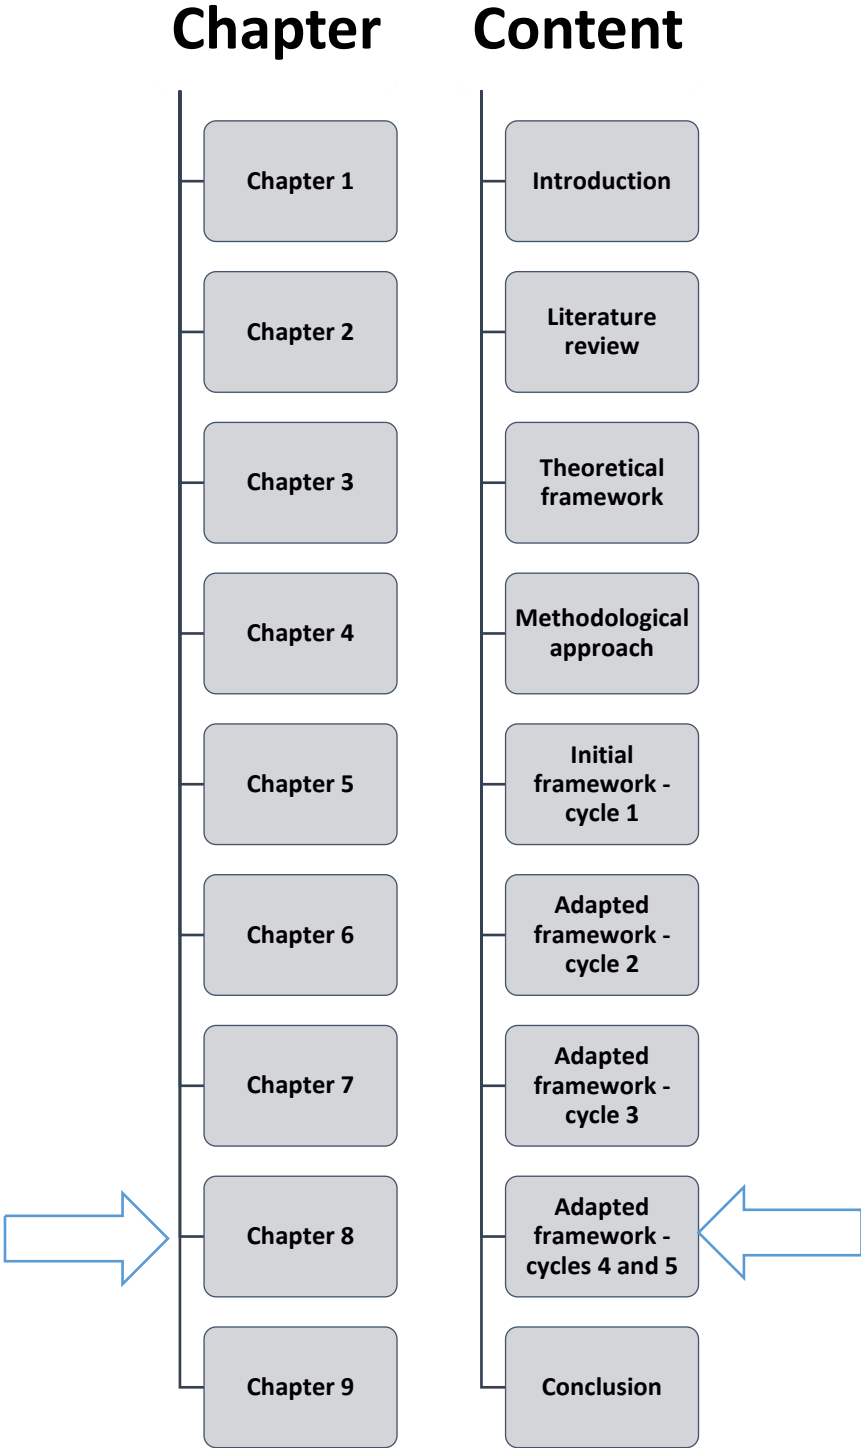 Chapter
Content
Chapter 1
Introduction
Chapter 2
Literature
review
Chapter 3
Theoretical
framework
Chapter 4
Methodological
approach
Chapter 5
Initial
framework -
cycle 1
Chapter 6
Adapted
framework -
cycle 2
Chapter 7
Adapted
framework -
cycle 3
Chapter 8
Adapted
framework -
cycles 4 and 5
Chapter 9
Conclusion